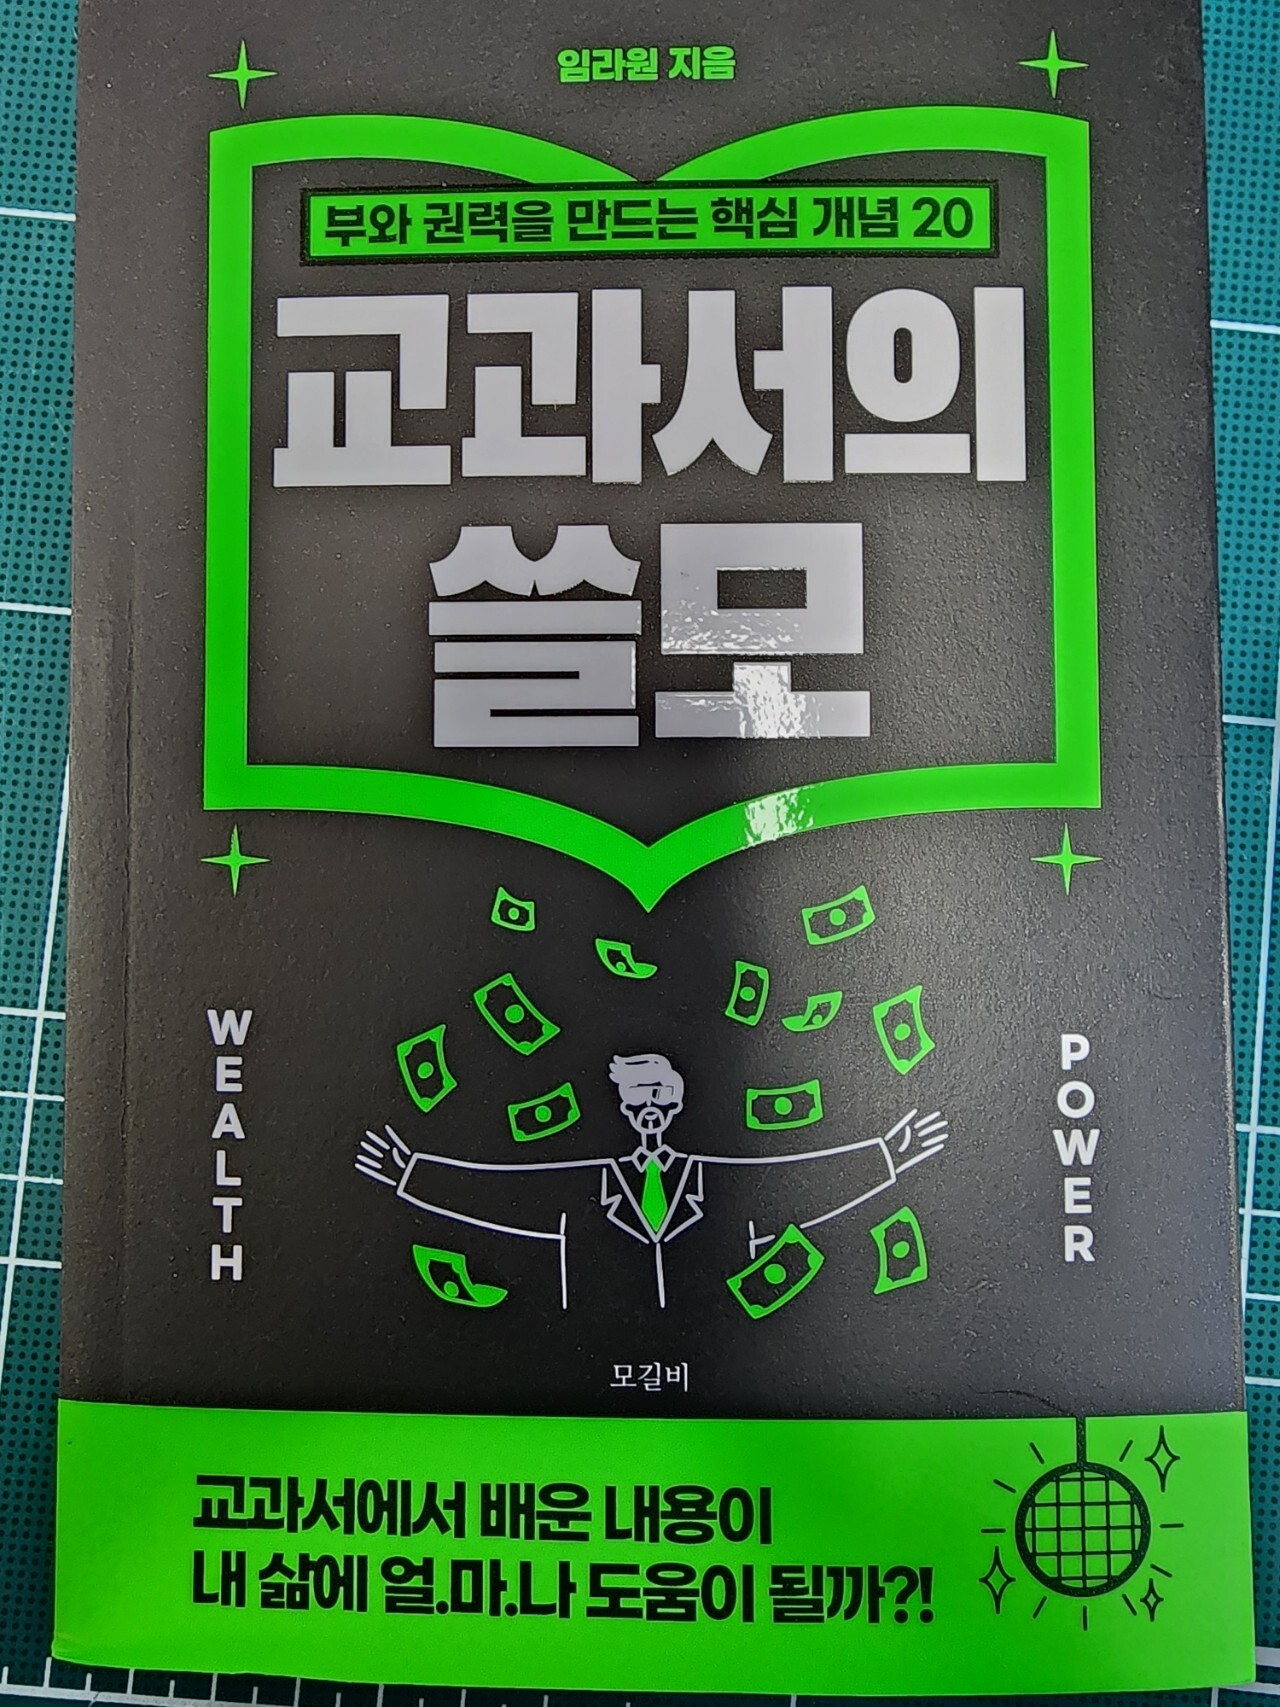 임라원 지음
부와 권력을 만드는 핵심 개념 20
교과서의
쓸모
WEALTH
POWER
모길비
교과서에서 배운 내용이
내 삶에 얼.마.나 도움이 될까?!